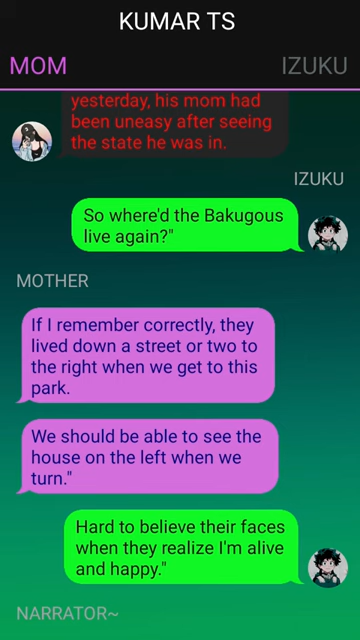 KUMAR TS
MOM
IZUKU
yesterday, his mom had
been uneasy after seeing
the state he was in.
IZUKU
So where'd the Bakugous
live again?"
MOTHER
If I remember correctly, they
lived down a street or two to
the right when we get to this
park.
We should be able to see the
house on the left when we
turn."
Hard to believe their faces
when they realize I'm alive
and happy."
NARRATOR~